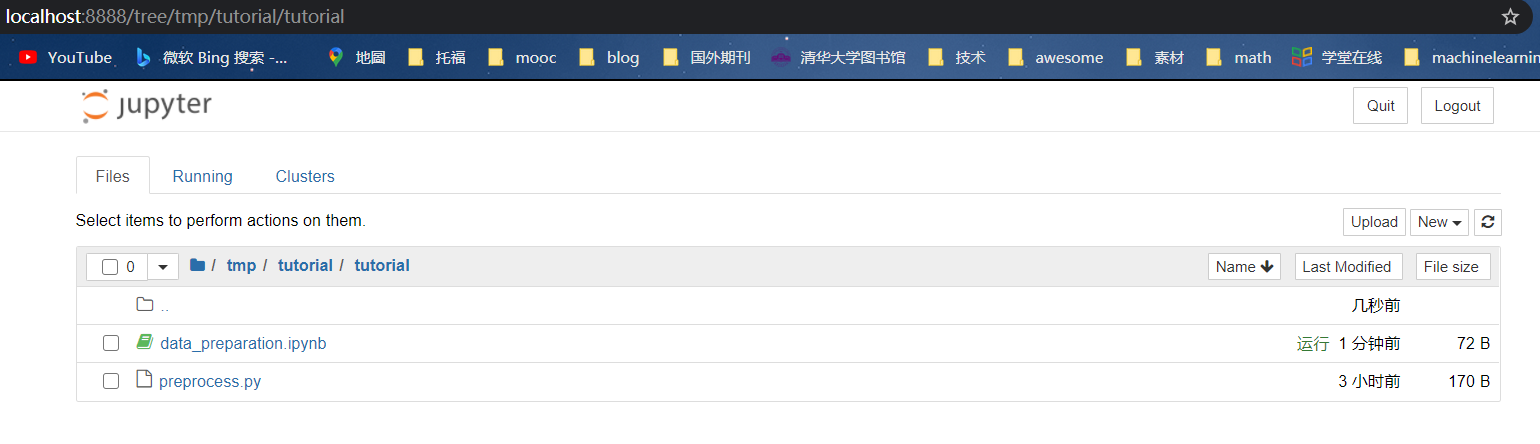 localhost:8888/tree/tmp/tutorial/tutorial
YouTube 微软 Bing 搜索 -... 地圖 托福 mooc blog 国外期刊 清华大学图书馆 技术 awesome 素材 math 学堂在线 machinelearnin
jupyter Quit Logout
Files Running Clusters
Select items to perform actions on them. Upload New
0 / tmp / tutorial / tutorial Name Last Modified File size
.. 几秒前
data_preparation.ipynb 运行 1 分钟前 72 B
preprocess.py 3 小时前 170 B